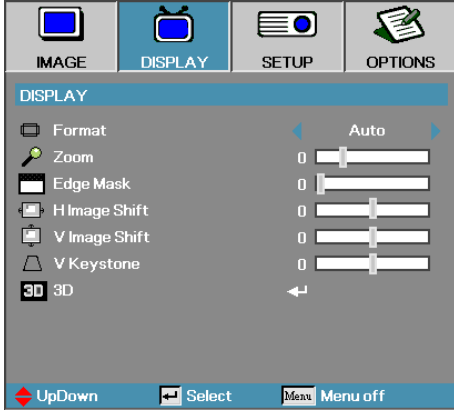 IMAGE DISPLAY SETUP OPTIONS
DISPLAY
Format Auto
Zoom 0
Edge Mask 0
H Image Shift 0
V Image Shift 0
V Keystone 0
3D 3D
UpDown Select Menu Menu off